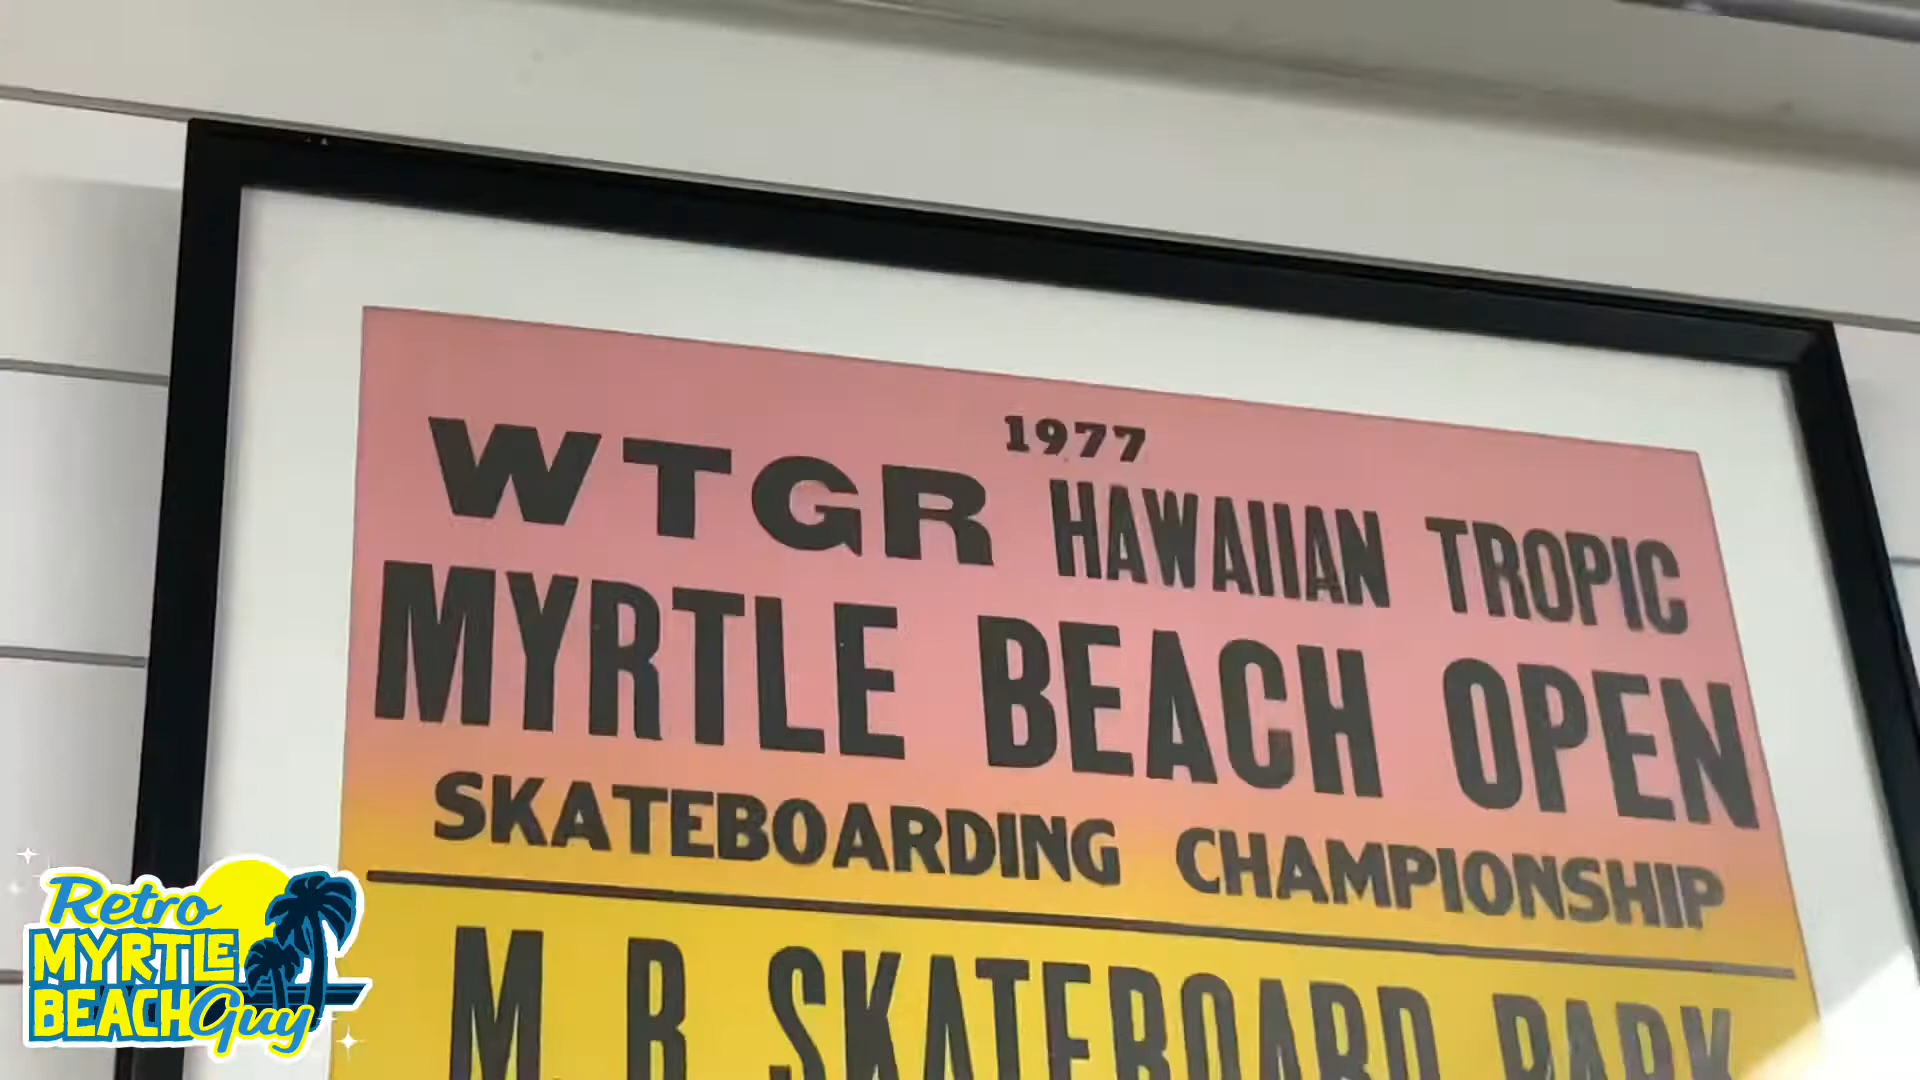 1977
WTGR HAWAIIAN TROPIC
MYRTLE BEACH OPEN
SKATEBOARDING CHAMPIONSHIP
M. B. SKATEBOARD PARK
Retro
MYRTLE
BEACH Guy